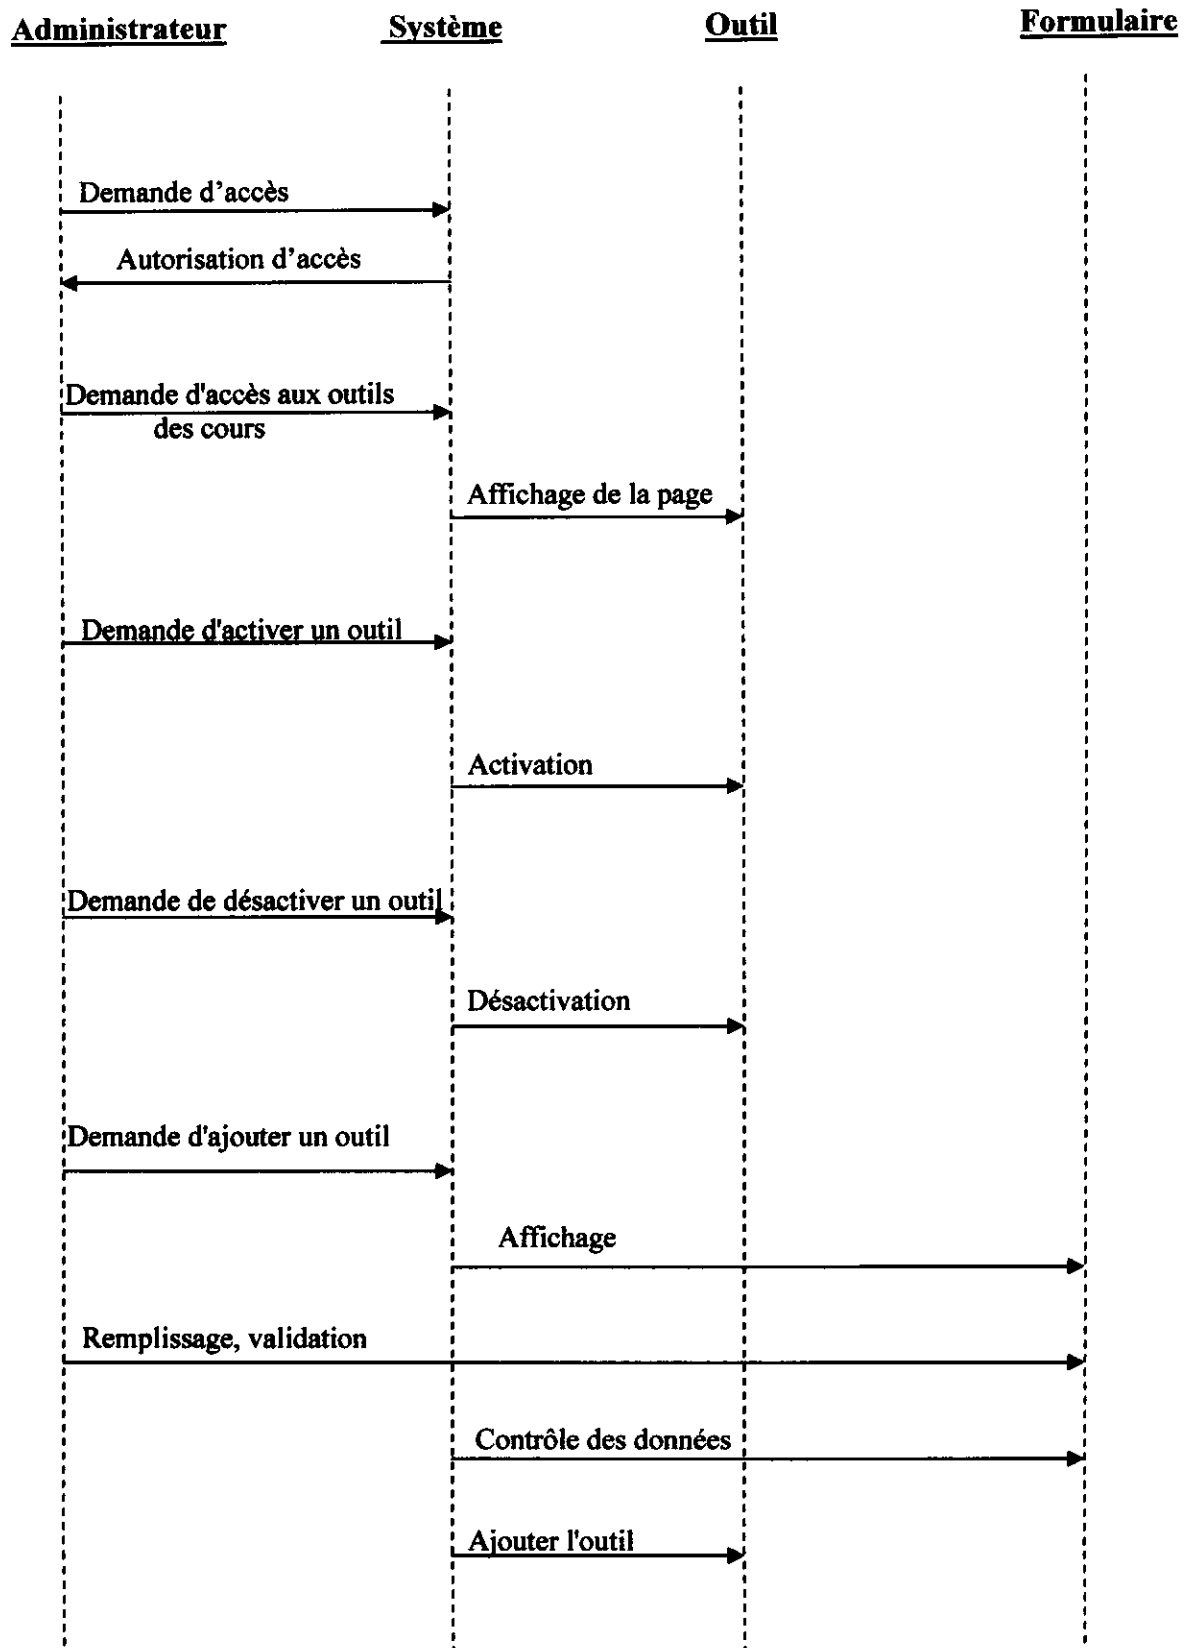 Administrateur Système Outil Formulaire
Demande d’accès
Autorisation d’accès
Demande d'accès aux outils
des cours
Affichage de la page
Demande d'activer un outil
Activation
Demande de désactiver un outil
Désactivation
Demande d'ajouter un outil
Affichage
Remplissage, validation
Contrôle des données
Ajouter l'outil